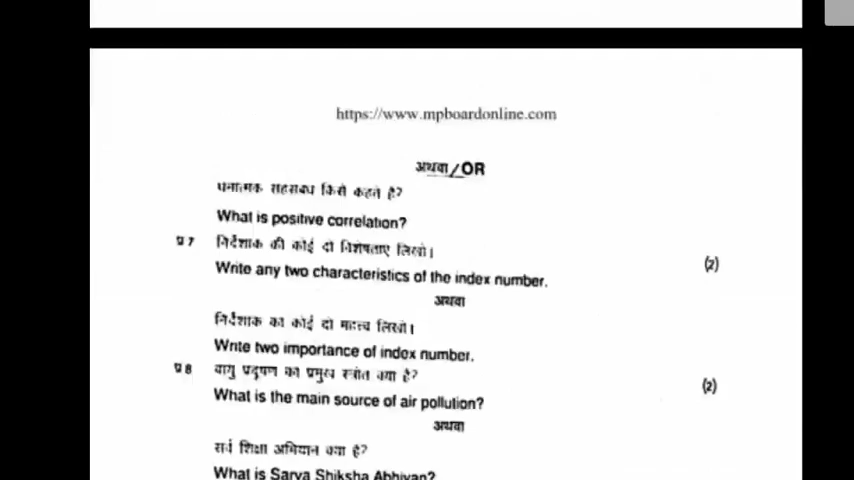 https://www.mpboardonline.com
अथवा/OR
धनात्मक सहसंबंध किसे कहते है?
What is positive correlation?
प्र 7 निर्देशांक की कोई दो विशेषताए लिखो। (2)
Write any two characteristics of the index number.
अथवा
निर्देशांक का कोई दो महत्त्व लिखो।
Write two importance of index number.
प्र 8 वायु प्रदूषण का प्रमुख स्त्रोत क्या है? (2)
What is the main source of air pollution?
अथवा
सर्व शिक्षा अभियान क्या है?
What is Sarva Shiksha Abhiyan?